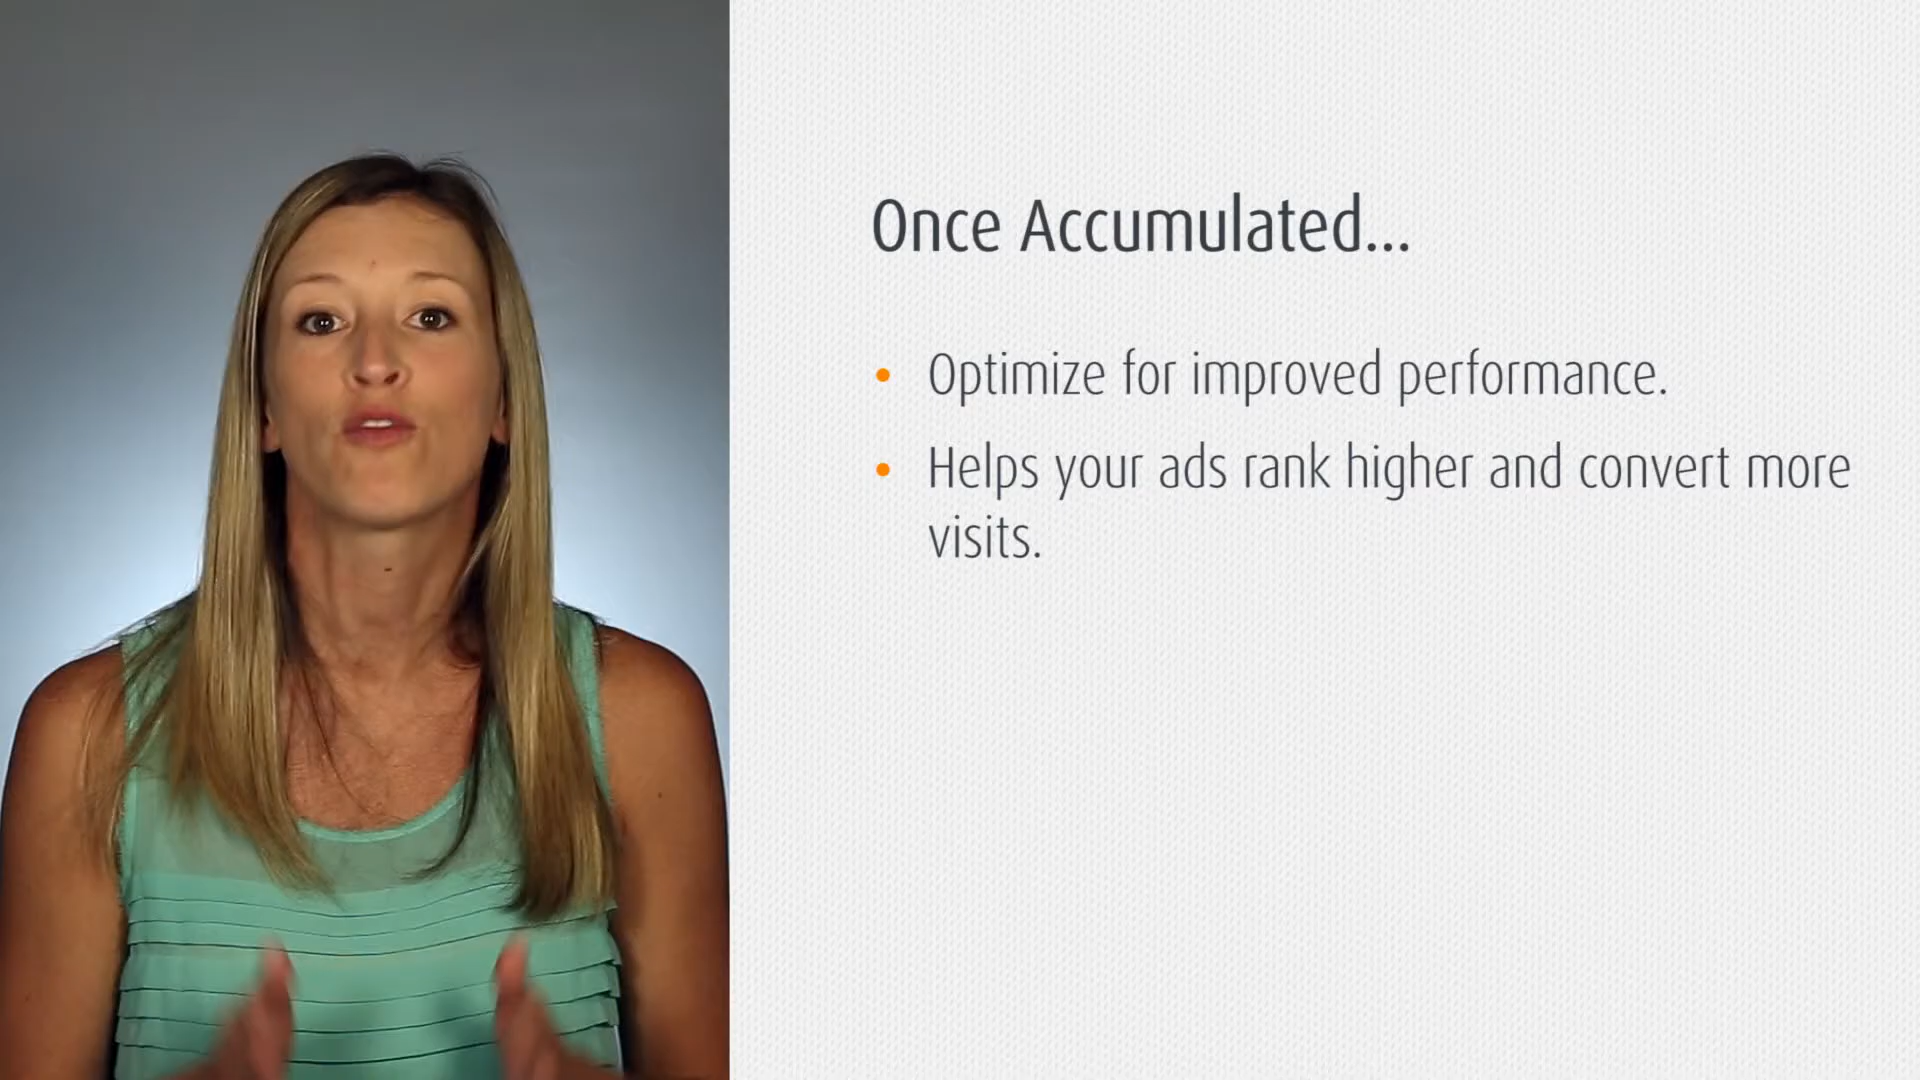 Once Accumulated...
• Optimize for improved performance.
• Helps your ads rank higher and convert more
visits.